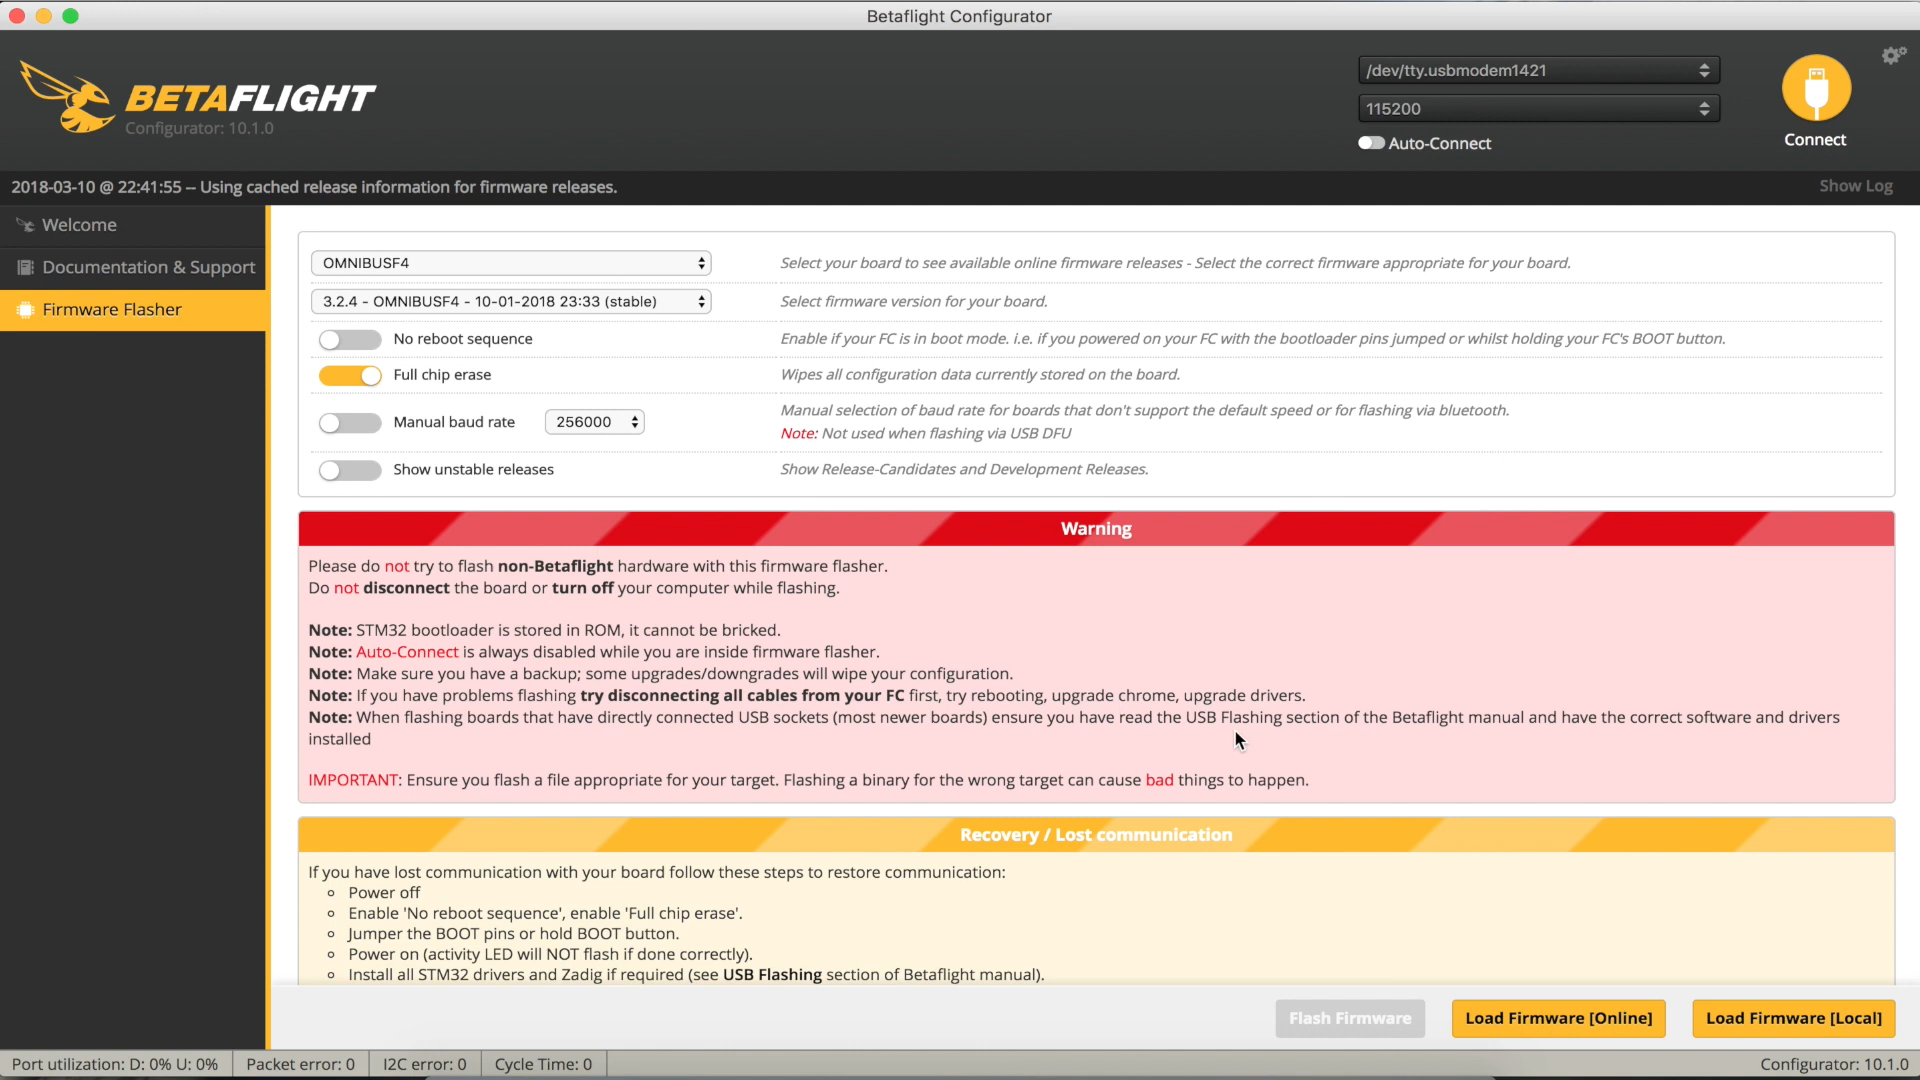 Betaflight Configurator
BETAFLIGHT
Configurator: 10.1.0
/dev/tty.usbmodem1421
115200
Auto-Connect
Connect
2018-03-10 @ 22:41:55 -- Using cached release information for firmware releases.
Show Log
Welcome
Documentation & Support
Firmware Flasher
OMNIBUSF4
Select your board to see available online firmware releases - Select the correct firmware appropriate for your board.
3.2.4 - OMNIBUSF4 - 10-01-2018 23:33 (stable)
Select firmware version for your board.
No reboot sequence
Enable if your FC is in boot mode. i.e. if you powered on your FC with the bootloader pins jumped or whilst holding your FC's BOOT button.
Full chip erase
Wipes all configuration data currently stored on the board.
Manual baud rate
256000
Manual selection of baud rate for boards that don't support the default speed or for flashing via bluetooth.
Note: Not used when flashing via USB DFU
Show unstable releases
Show Release-Candidates and Development Releases.
Warning
Please do not try to flash non-Betaflight hardware with this firmware flasher.
Do not disconnect the board or turn off your computer while flashing.
Note: STM32 bootloader is stored in ROM, it cannot be bricked.
Note: Auto-Connect is always disabled while you are inside firmware flasher.
Note: Make sure you have a backup; some upgrades/downgrades will wipe your configuration.
Note: If you have problems flashing try disconnecting all cables from your FC first, try rebooting, upgrade chrome, upgrade drivers.
Note: When flashing boards that have directly connected USB sockets (most newer boards) ensure you have read the USB Flashing section of the Betaflight manual and have the correct software and drivers
installed
IMPORTANT: Ensure you flash a file appropriate for your target. Flashing a binary for the wrong target can cause bad things to happen.
Recovery / Lost communication
If you have lost communication with your board follow these steps to restore communication:
Power off
Enable 'No reboot sequence', enable 'Full chip erase'.
Jumper the BOOT pins or hold BOOT button.
Power on (activity LED will NOT flash if done correctly).
Install all STM32 drivers and Zadig if required (see USB Flashing section of Betaflight manual).
Flash Firmware
Load Firmware [Online]
Load Firmware [Local]
Port utilization: D: 0% U: 0%
Packet error: 0
I2C error: 0
Cycle Time: 0
Configurator: 10.1.0